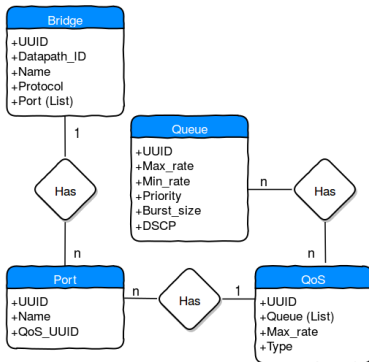 Bridge
+UUID
+Datapath_ID
+Name
+Protocol
+Port (List)
1
Has
n
Queue
+UUID
+Max_rate
+Min_rate
+Priority
+Burst_size
+DSCP
n
Has
n
Port
+UUID
+Name
+QoS_UUID
n
Has
1
QoS
+UUID
+Queue (List)
+Max_rate
+Type